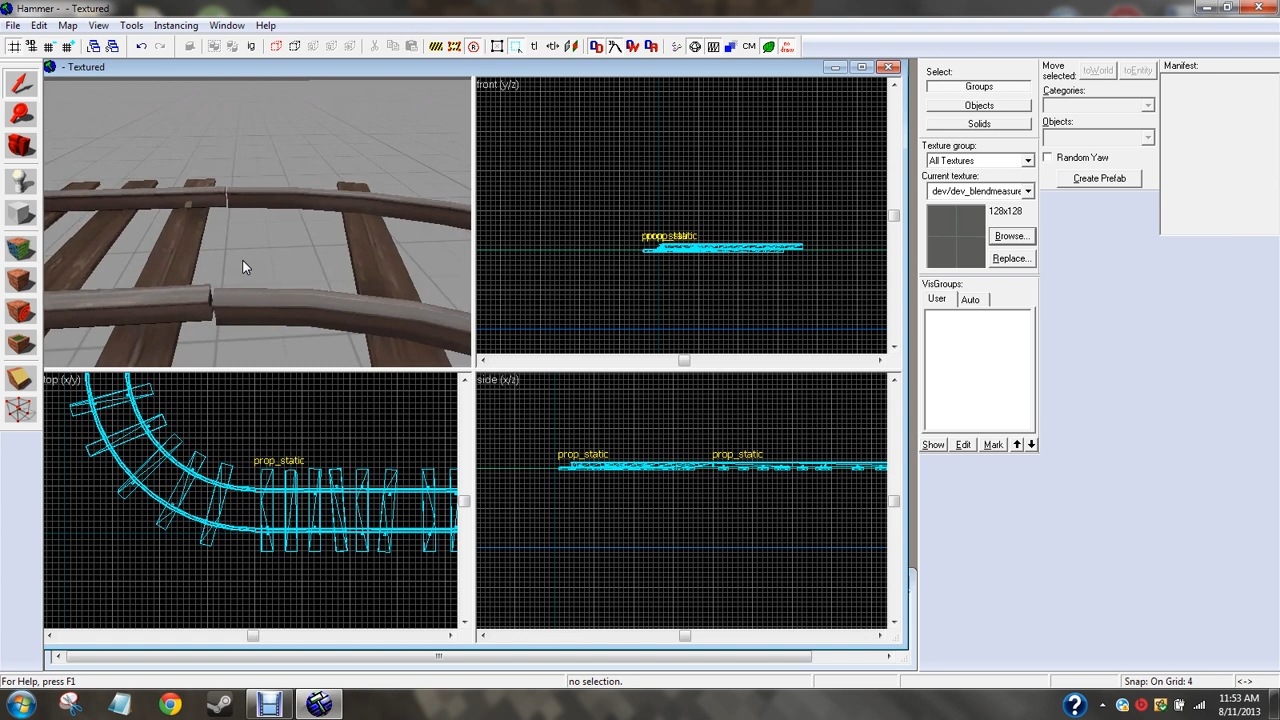 Hammer - - Textured
File Edit Map View Tools Instancing Window Help
CM
no draw
- Textured
front (y/z)
prop_static
top (x/y)
prop_static
side (x/z)
prop_static
prop_static
Select:
Groups
Objects
Solids
Texture group:
All Textures
Current texture:
dev/dev_blendmeasure
128x128
Browse...
Replace...
VisGroups:
User Auto
Show Edit Mark
Move selected:
toWorld toEntity
Categories:
Objects:
Random Yaw
Create Prefab
Manifest:
For Help, press F1
no selection.
Snap: On Grid: 4
<->
11:53 AM
8/11/2013